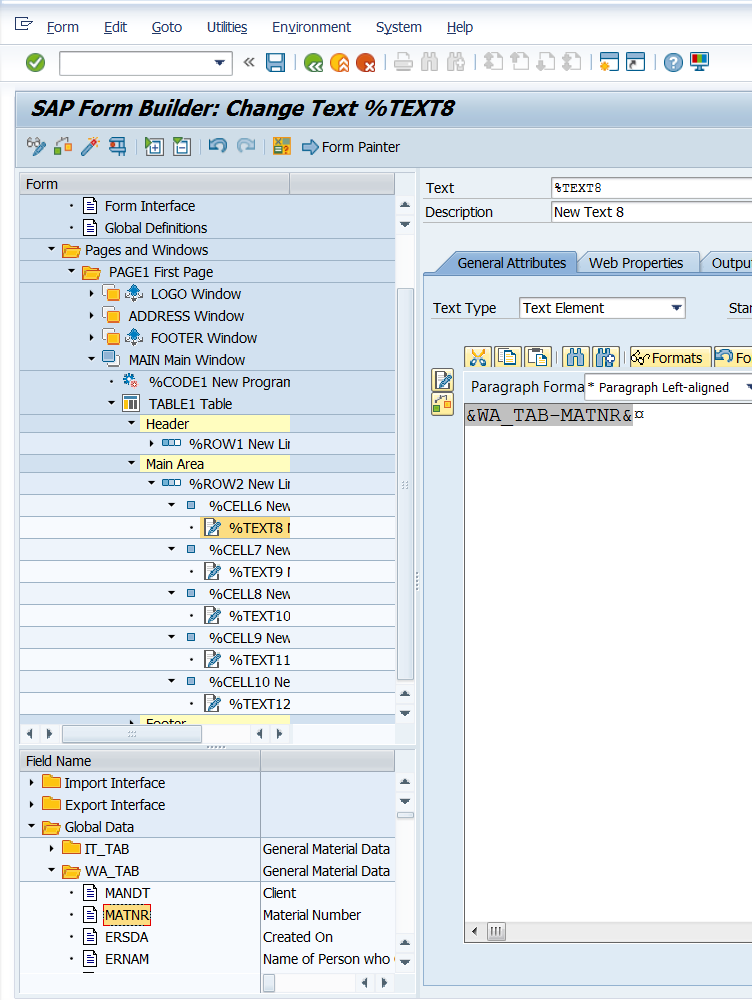 Form Edit Goto Utilities Environment System Help
SAP Form Builder: Change Text %TEXT8
Form Painter
Form
Form Interface
Global Definitions
Pages and Windows
PAGE1 First Page
LOGO Window
ADDRESS Window
FOOTER Window
MAIN Main Window
%CODE1 New Program
TABLE1 Table
Header
%ROW1 New Li
Main Area
%ROW2 New Li
%CELL6 New
%TEXT8 N
%CELL7 New
%TEXT9 N
%CELL8 New
%TEXT10
%CELL9 New
%TEXT11
%CELL10 Ne
%TEXT12
Footer
Field Name
Import Interface
Export Interface
Global Data
IT_TAB General Material Data
WA_TAB General Material Data
MANDT Client
MATNR Material Number
ERSDA Created On
ERNAM Name of Person who
Text %TEXT8
Description New Text 8
General Attributes Web Properties Outpu
Text Type Text Element Star
Formats Fo
Paragraph Forma * Paragraph Left-aligned
&WA_TAB-MATNR&¤